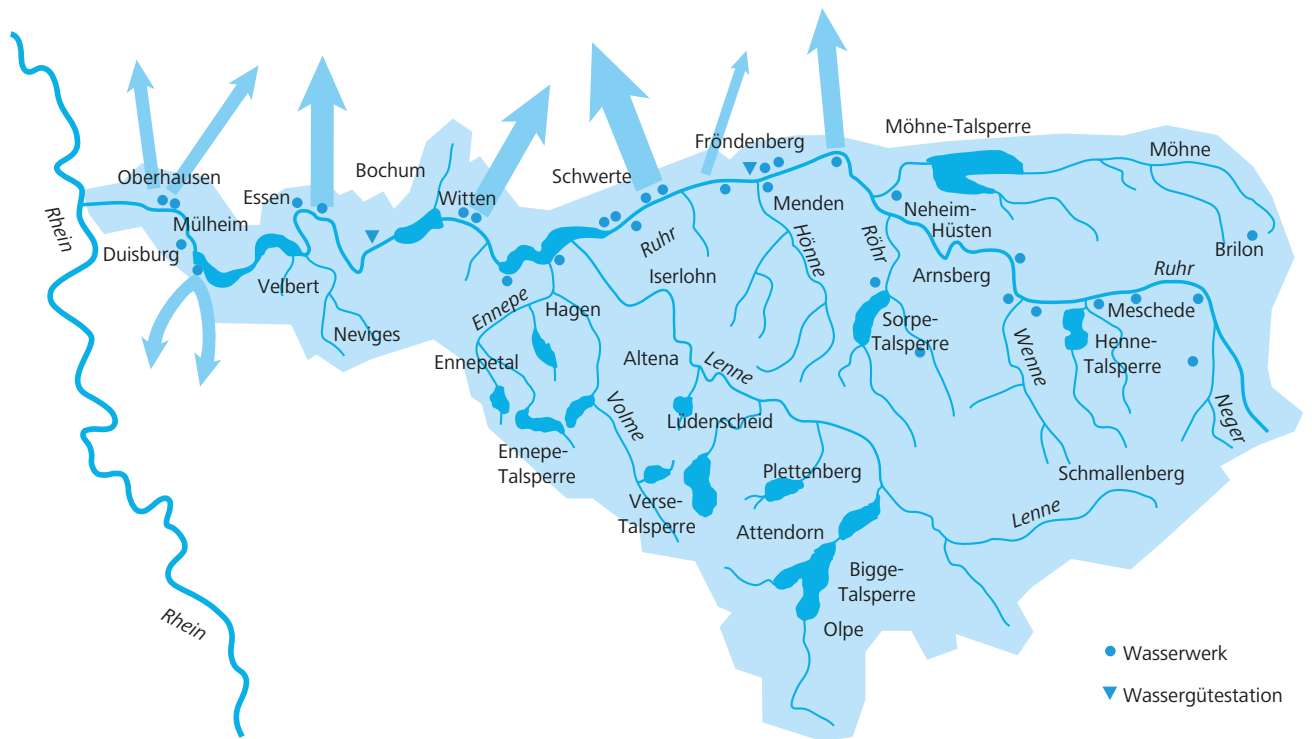 Oberhausen
Mülheim
Duisburg
Rhein
Essen
Velbert
Neviges
Bochum
Witten
Schwerte
Ruhr
Iserlohn
Fröndenberg
Menden
Hönne
Möhne-Talsperre
Möhne
Neheim-
Hüsten
Röhr
Arnsberg
Brilon
Ruhr
Meschede
Henne-
Talsperre
Wenne
Neger
Sorpe-
Talsperre
Ennepe
Hagen
Ennepetal
Altena
Lenne
Volme
Lüdenscheid
Ennepe-
Talsperre
Verse-
Talsperre
Plettenberg
Attendorn
Bigge-
Talsperre
Olpe
Schmallenberg
Lenne
Rhein
Wasserwerk
Wassergütestation